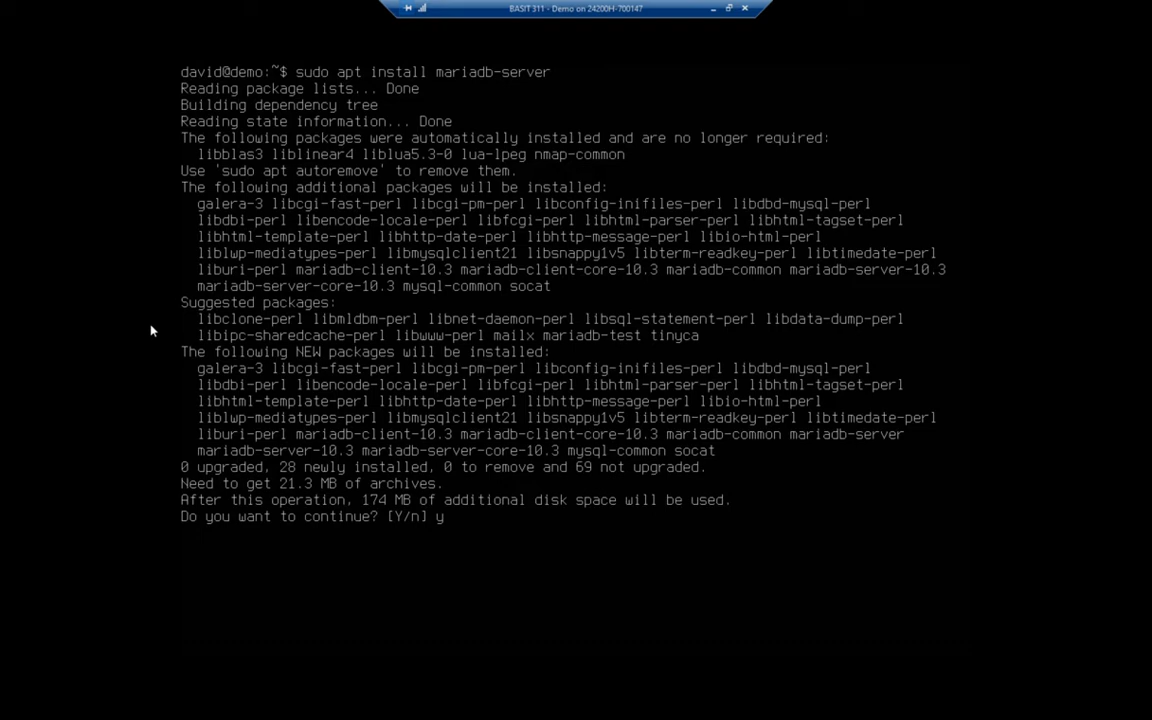 BASIT 311 - Demo on 24200H-700147
david@demo:~$ sudo apt install mariadb-server
Reading package lists... Done
Building dependency tree
Reading state information... Done
The following packages were automatically installed and are no longer required:
libblas3 liblinear4 liblua5.3-0 lua-lpeg nmap-common
Use 'sudo apt autoremove' to remove them.
The following additional packages will be installed:
galera-3 libcgi-fast-perl libcgi-pm-perl libconfig-inifiles-perl libdbd-mysql-perl
libdbi-perl libencode-locale-perl libfcgi-perl libhtml-parser-perl libhtml-tagset-perl
libhtml-template-perl libhttp-date-perl libhttp-message-perl libio-html-perl
liblwp-mediatypes-perl libmysqlclient21 libsnappy1v5 libterm-readkey-perl libtimedate-perl
liburi-perl mariadb-client-10.3 mariadb-client-core-10.3 mariadb-common mariadb-server-10.3
mariadb-server-core-10.3 mysql-common socat
Suggested packages:
libclone-perl libmldbm-perl libnet-daemon-perl libsql-statement-perl libdata-dump-perl
libipc-sharedcache-perl libwww-perl mailx mariadb-test tinyca
The following NEW packages will be installed:
galera-3 libcgi-fast-perl libcgi-pm-perl libconfig-inifiles-perl libdbd-mysql-perl
libdbi-perl libencode-locale-perl libfcgi-perl libhtml-parser-perl libhtml-tagset-perl
libhtml-template-perl libhttp-date-perl libhttp-message-perl libio-html-perl
liblwp-mediatypes-perl libmysqlclient21 libsnappy1v5 libterm-readkey-perl libtimedate-perl
liburi-perl mariadb-client-10.3 mariadb-client-core-10.3 mariadb-common mariadb-server
mariadb-server-10.3 mariadb-server-core-10.3 mysql-common socat
0 upgraded, 28 newly installed, 0 to remove and 69 not upgraded.
Need to get 21.3 MB of archives.
After this operation, 174 MB of additional disk space will be used.
Do you want to continue? [Y/n] y